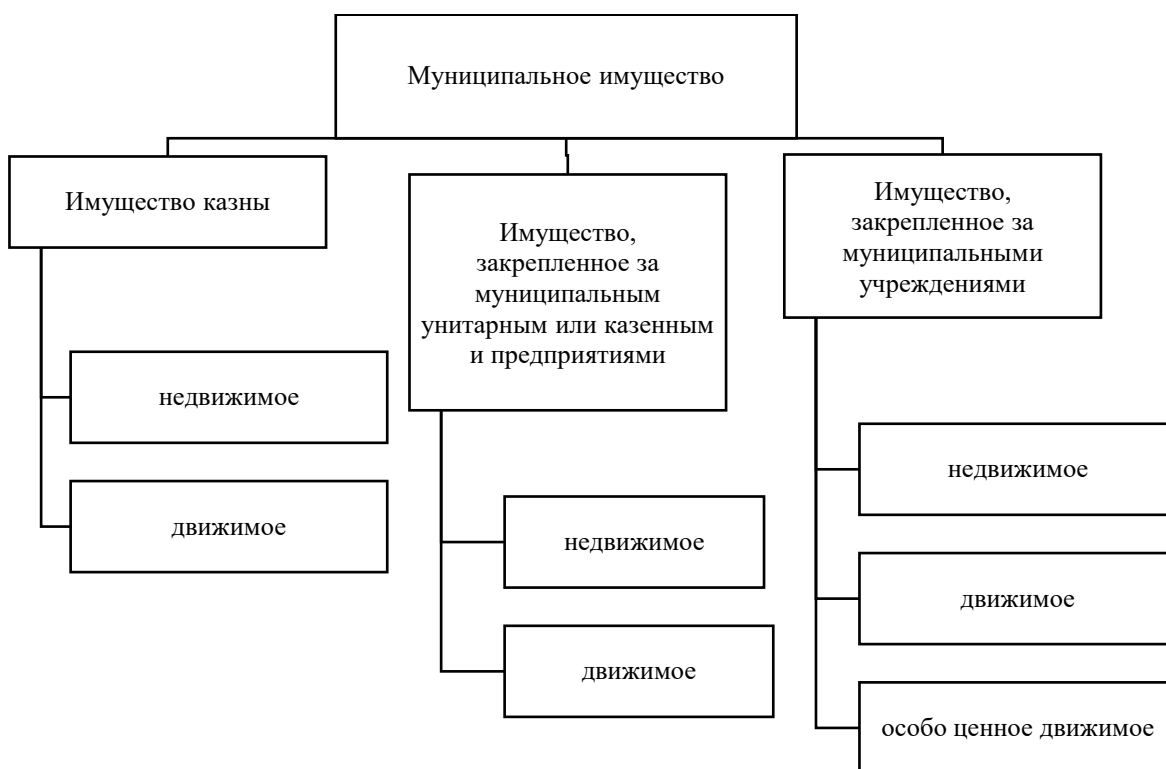 Муниципальное имущество
Имущество казны
недвижимое
движимое
Имущество,
закрепленное за
муниципальным
унитарным или казенным
и предприятиями
недвижимое
движимое
Имущество,
закрепленное за
муниципальными
учреждениями
недвижимое
движимое
особо ценное движимое